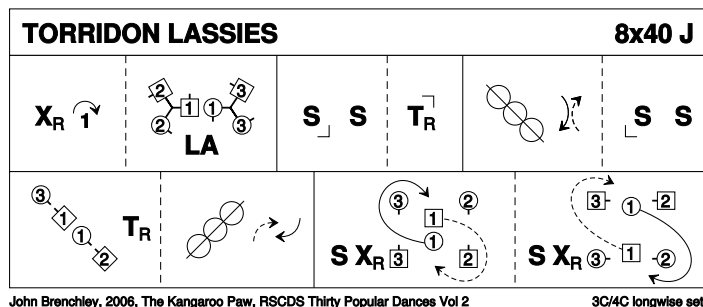 TORRIDON LASSIES 8x40 J
XR 1 2 1 1 3 2 3 LA S S TR S S
3 1 1 2 TR S XR 3 2 1 1 3 2 S XR 3 2 1 1 3 2
John Brenchley, 2006, The Kangaroo Paw, RSCDS Thirty Popular Dances Vol 2 3C/4C longwise set